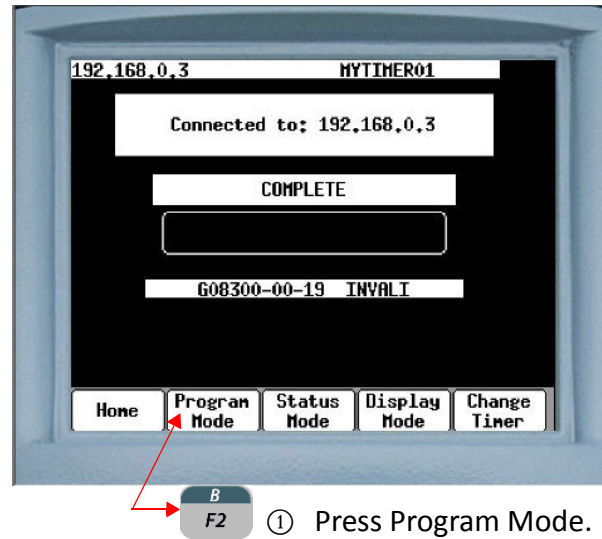 192.168.0.3 MYTIMER01
Connected to: 192.168.0.3
COMPLETE
G08300-00-19 INVALI
Home Program Mode Status Mode Display Mode Change Timer
B
F2 ① Press Program Mode.